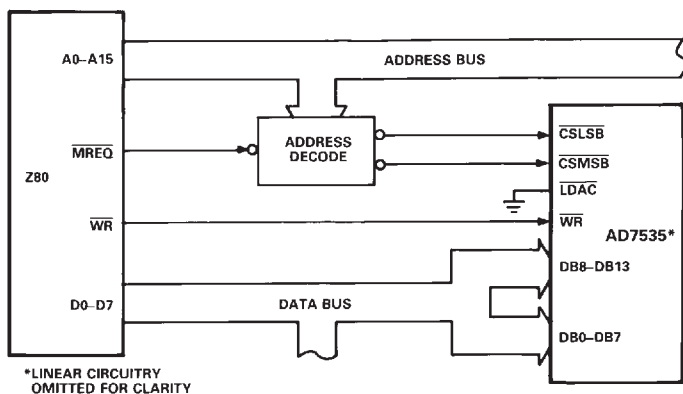 A0–A15
ADDRESS BUS
MREQ
ADDRESS
DECODE
CSLSB
CSMSB
Z80
LDAC
WR
WR
AD7535*
DB8–DB13
D0–D7
DATA BUS
DB0–DB7
*LINEAR CIRCUITRY
OMITTED FOR CLARITY